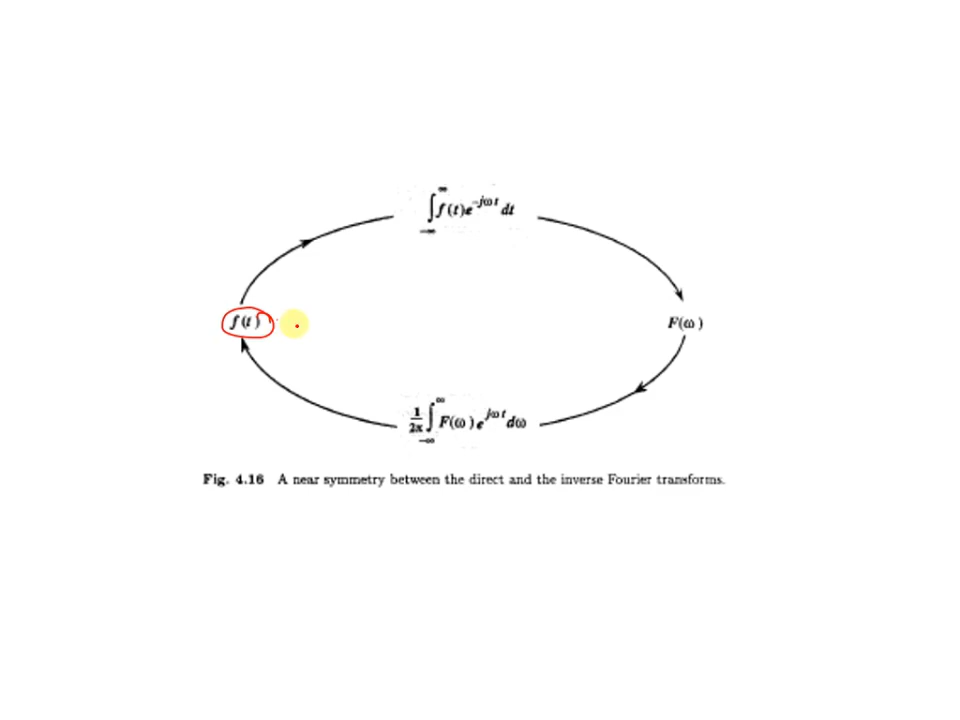 ∫_{-∞}^{∞} f(t)e^{-jωt} dt
f(t)
F(ω)
\frac{1}{2π} ∫_{-∞}^{∞} F(ω)e^{jωt} dω
Fig. 4.16 A near symmetry between the direct and the inverse Fourier transforms.